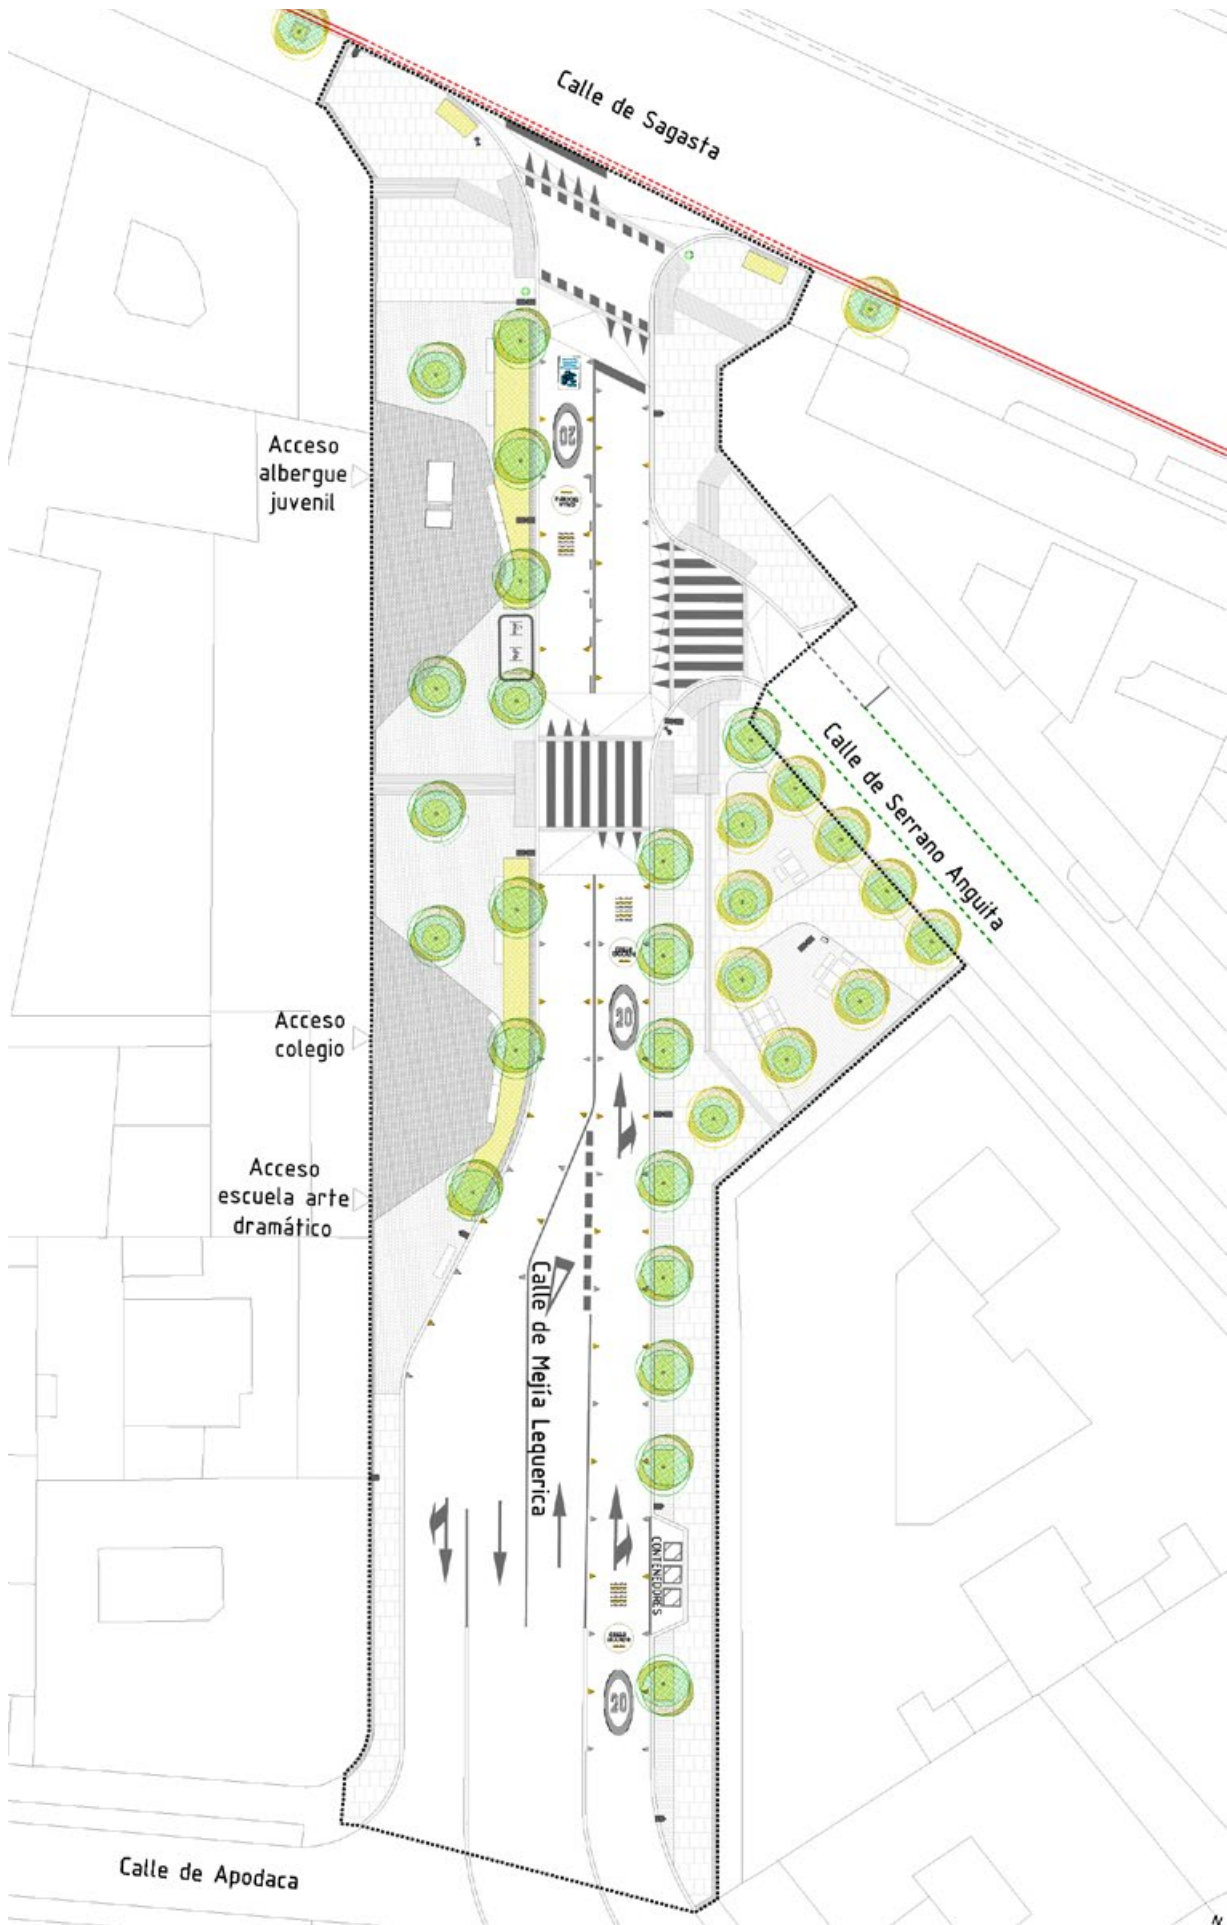 Calle de Sagasta
20
Acceso
albergue
juvenil
Calle de Serrano Anguita
20
Acceso
colegio
Acceso
escuela arte
dramático
Calle de Mejía Lequerica
CONTENEDORES
20
Calle de Apodaca
N